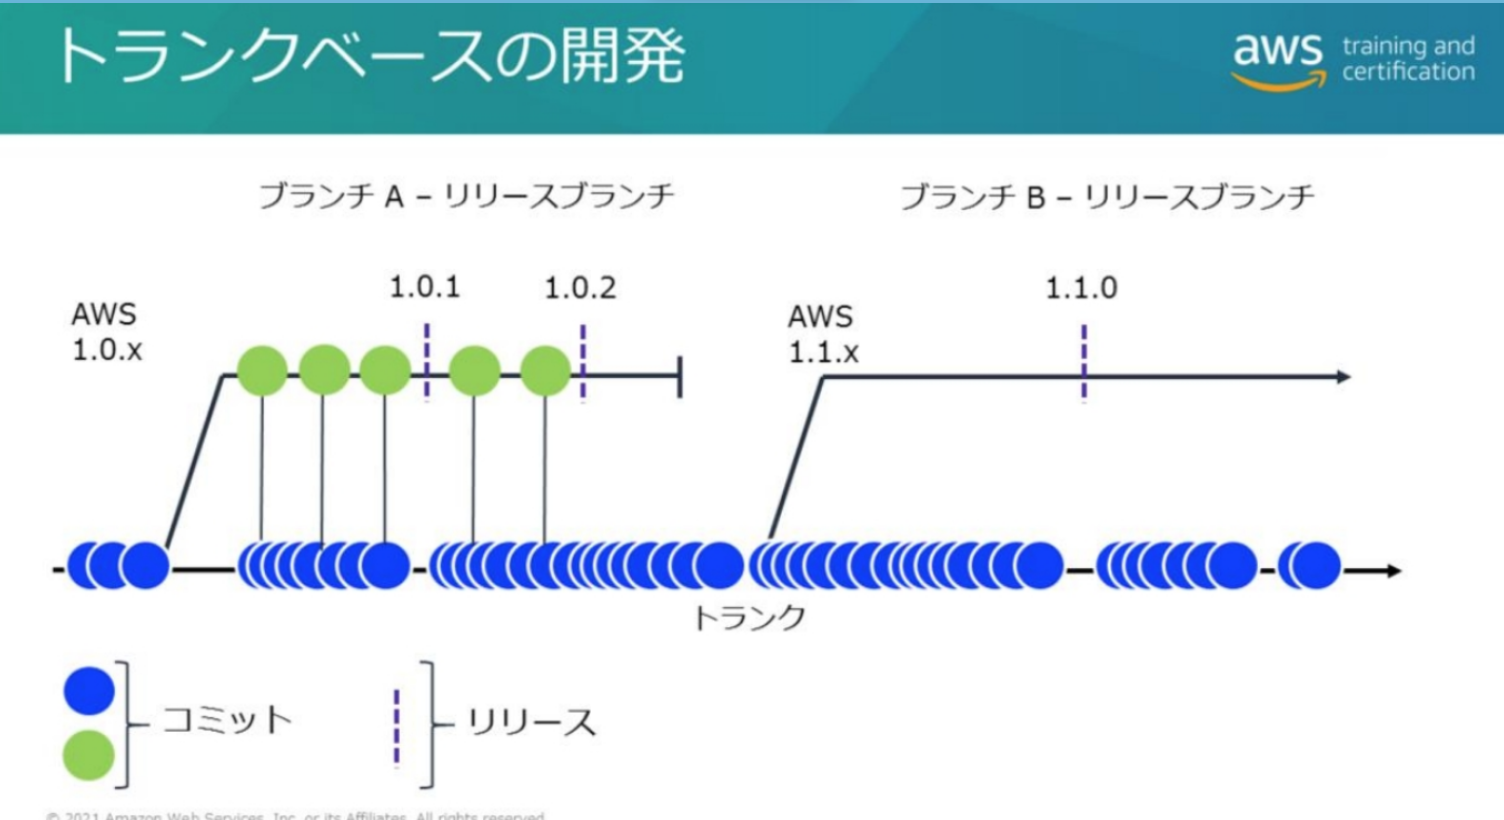 トランクベースの開発
aws training and
certification
ブランチ A – リリースブランチ
ブランチ B – リリースブランチ
AWS
1.0.x
1.0.1
1.0.2
AWS
1.1.x
1.1.0
トランク
コミット
リリース
© 2021 Amazon Web Services, Inc. or its Affiliates. All rights reserved.